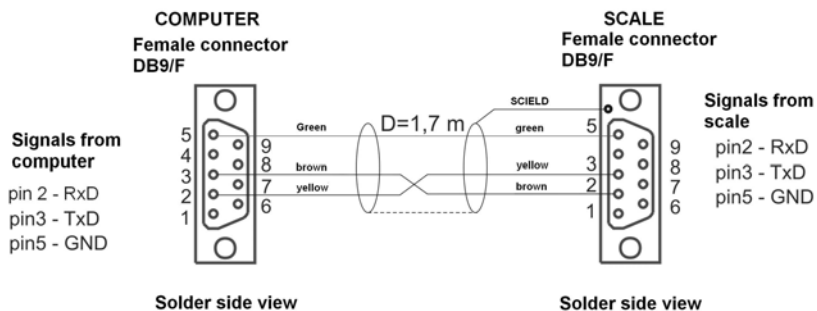 COMPUTER
Female connector
DB9/F
SCALE
Female connector
DB9/F
Signals from
computer
pin 2 - RxD
pin3 - TxD
pin5 - GND
5
4
3
2
1
9
8
7
6
Green
brown
yellow
D=1,7 m
SCIELD
green
yellow
brown
5
3
2
1
9
8
7
6
Signals from
scale
pin2 - RxD
pin3 - TxD
pin5 - GND
Solder side view
Solder side view